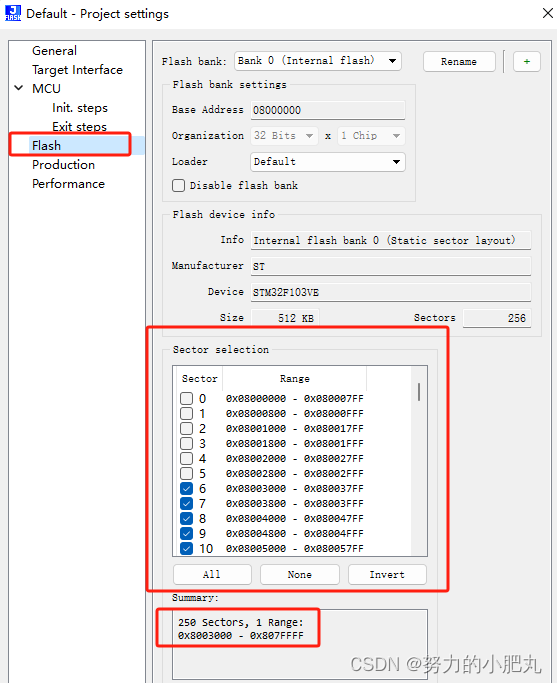 J FLASH
Default - Project settings
General
Target Interface
MCU
Init. steps
Exit steps
Flash
Production
Performance
Flash bank: Bank 0 (Internal flash) Rename +
Flash bank settings
Base Address 08000000
Organization 32 Bits x 1 Chip
Loader Default
Disable flash bank
Flash device info
Info Internal flash bank 0 (Static sector layout)
Manufacturer ST
Device STM32F103VE
Size 512 KB Sectors 256
Sector selection
Sector Range
0 0x08000000 - 0x080007FF
1 0x08000800 - 0x08000FFF
2 0x08001000 - 0x080017FF
3 0x08001800 - 0x08001FFF
4 0x08002000 - 0x080027FF
5 0x08002800 - 0x08002FFF
6 0x08003000 - 0x080037FF
7 0x08003800 - 0x08003FFF
8 0x08004000 - 0x080047FF
9 0x08004800 - 0x08004FFF
10 0x08005000 - 0x080057FF
All None Invert
Summary:
250 Sectors, 1 Range:
0x8003000 - 0x807FFFF
CSDN @努力的小肥丸